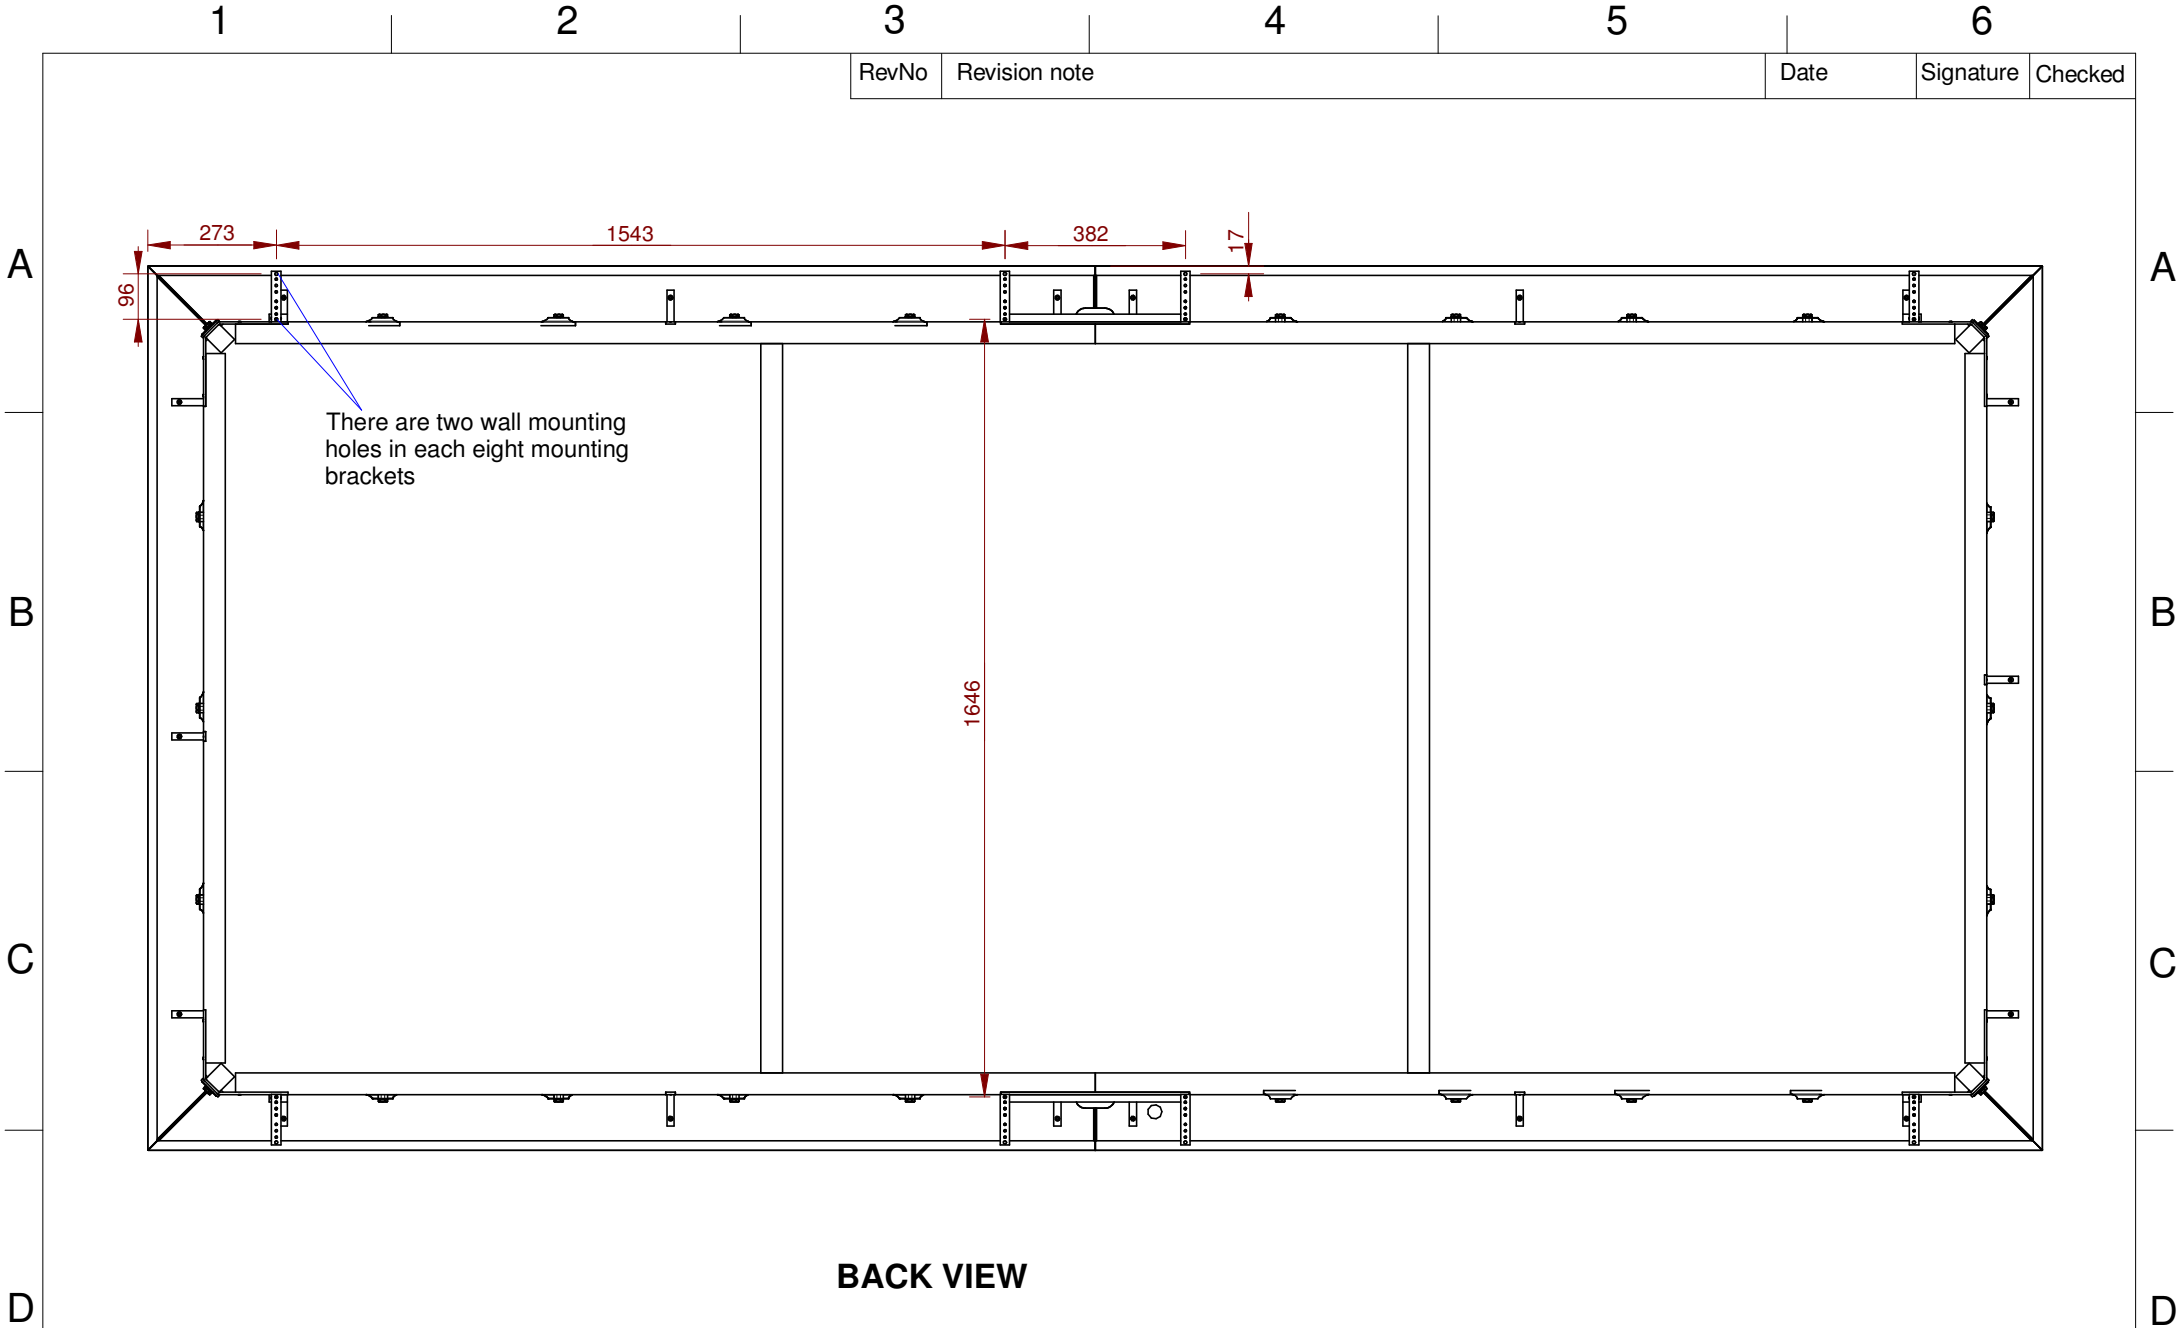 1 2 3 4 5 6
RevNo Revision note Date Signature Checked
273 1543 382 17
A A
96
There are two wall mounting
holes in each eight mounting
brackets
B B
1646
C C
BACK VIEW
D D